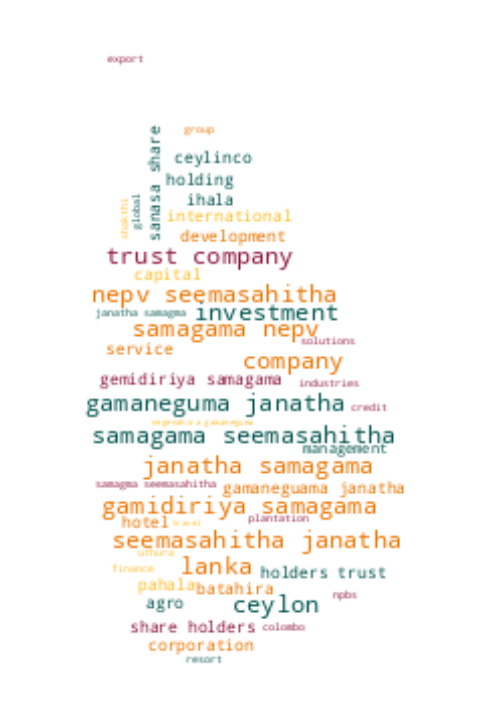 export
group
sanasa share
ceylinco
holding
ihala
shakthi
global
international
development
trust company
capital
nepv seemasahitha
janatha samagma
investment
samagama nepv
solutions
service
company
gemidiriya samagama
industries
gamaneguma janatha
credit
samagama seemasahitha
management
janatha samagama
samagma seemasahitha
gamaneguama janatha
gamidiriya samagama
hotel
travel
plantation
seemasahitha janatha
uthura
lanka
finance
holders trust
pahala
batahira
npbs
agro
ceylon
share holders
colombo
corporation
resort